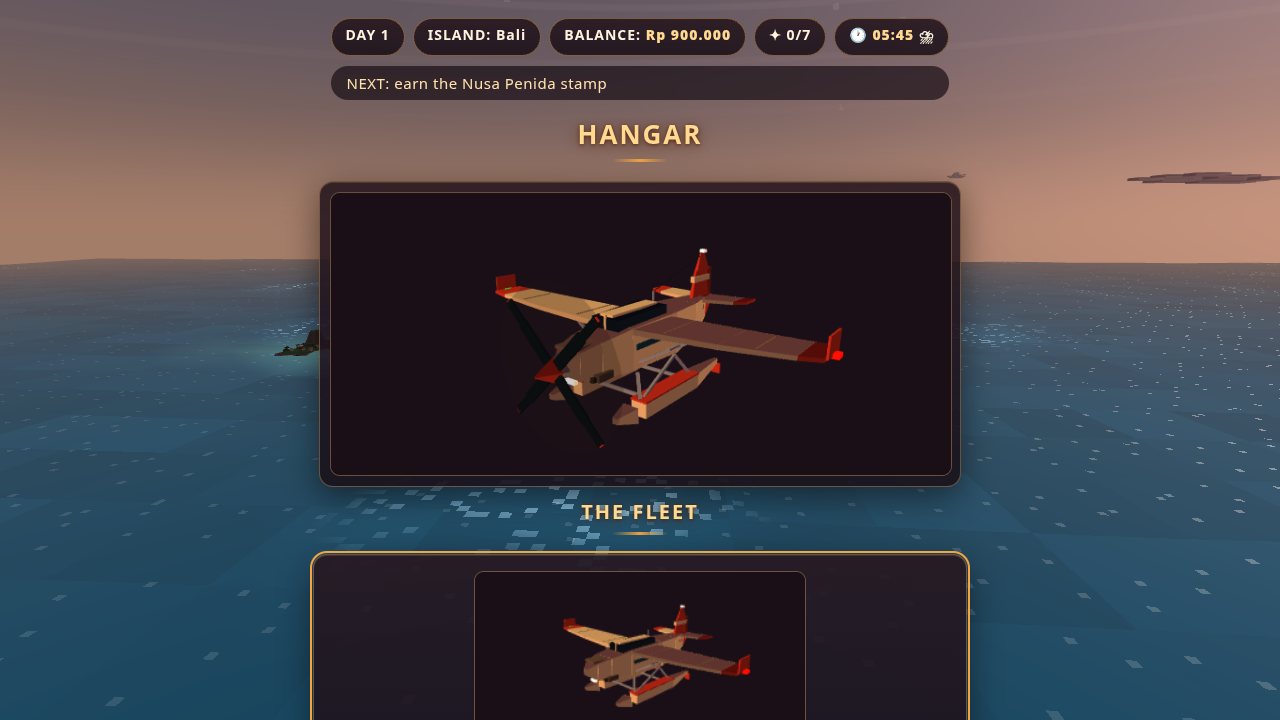 DAY 1 ISLAND: Bali BALANCE: Rp 900.000 ✦ 0/7 🕐 05:45 ⛈
NEXT: earn the Nusa Penida stamp
HANGAR
THE FLEET